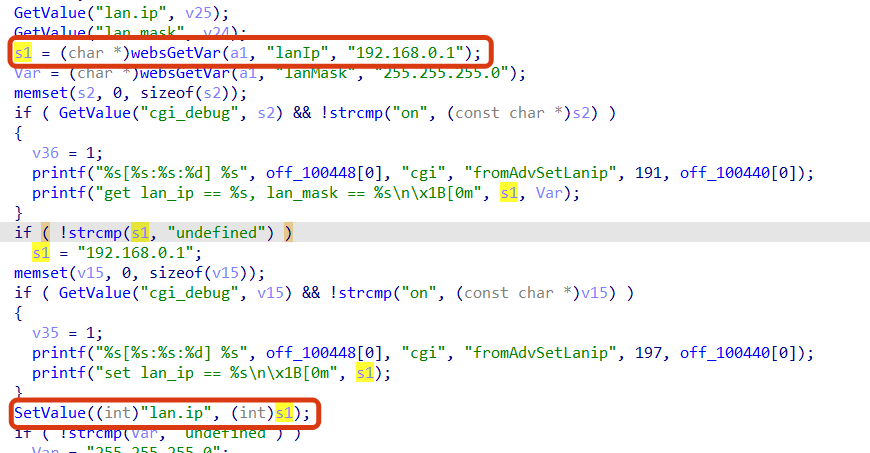 GetValue("lan.ip", v25);
GetValue("lan.mask", v24);
s1 = (char *)websGetVar(a1, "lanIp", "192.168.0.1");
Var = (char *)websGetVar(a1, "lanMask", "255.255.255.0");
memset(s2, 0, sizeof(s2));
if ( GetValue("cgi_debug", s2) && !strcmp("on", (const char *)s2) )
{
v36 = 1;
printf("%s[%s:%s:%d] %s", off_100448[0], "cgi", "fromAdvSetLanip", 191, off_100440[0]);
printf("get lan_ip == %s, lan_mask == %s\n\x1B[0m", s1, Var);
}
if ( !strcmp(s1, "undefined") )
s1 = "192.168.0.1";
memset(v15, 0, sizeof(v15));
if ( GetValue("cgi_debug", v15) && !strcmp("on", (const char *)v15) )
{
v35 = 1;
printf("%s[%s:%s:%d] %s", off_100448[0], "cgi", "fromAdvSetLanip", 197, off_100440[0]);
printf("set lan_ip == %s\n\x1B[0m", s1);
}
SetValue((int)"lan.ip", (int)s1);
if ( !strcmp(Var, "undefined") )
Var = "255.255.255.0";